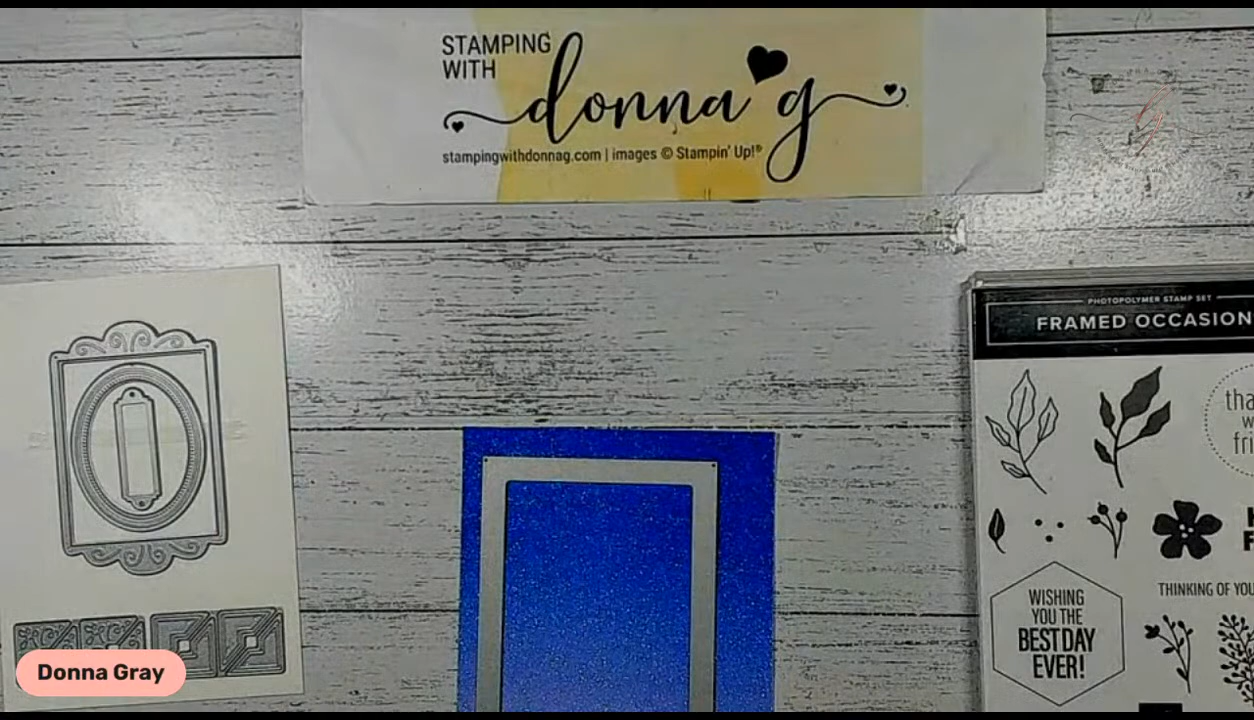 STAMPING
WITH
donna g
stampingwithdonnag.com | images © Stampin' Up!®
PHOTOPOLYMER STAMP SET
FRAMED OCCASION
WISHING
YOU THE
BEST DAY
EVER!
THINKING OF YOU
Donna Gray